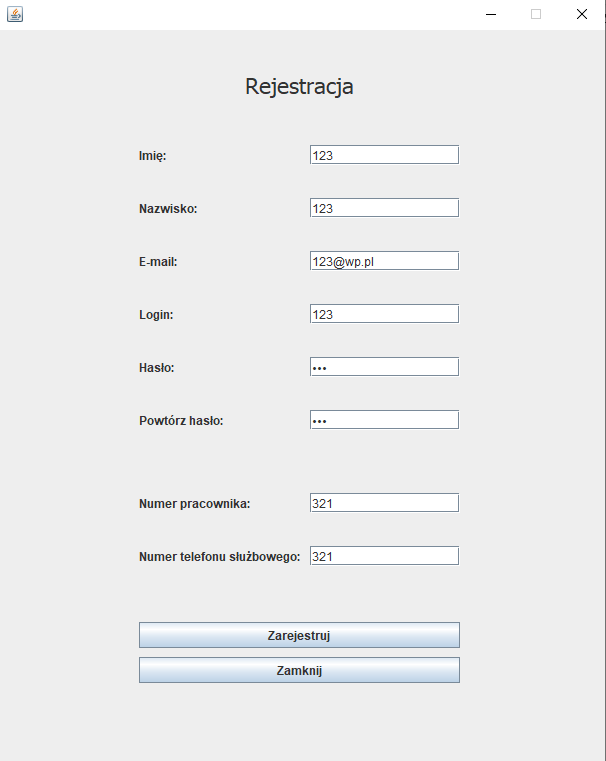 Rejestracja
Imię: 123
Nazwisko: 123
E-mail: 123@wp.pl
Login: 123
Hasło: •••
Powtórz hasło: •••
Numer pracownika: 321
Numer telefonu służbowego: 321
Zarejestruj
Zamknij